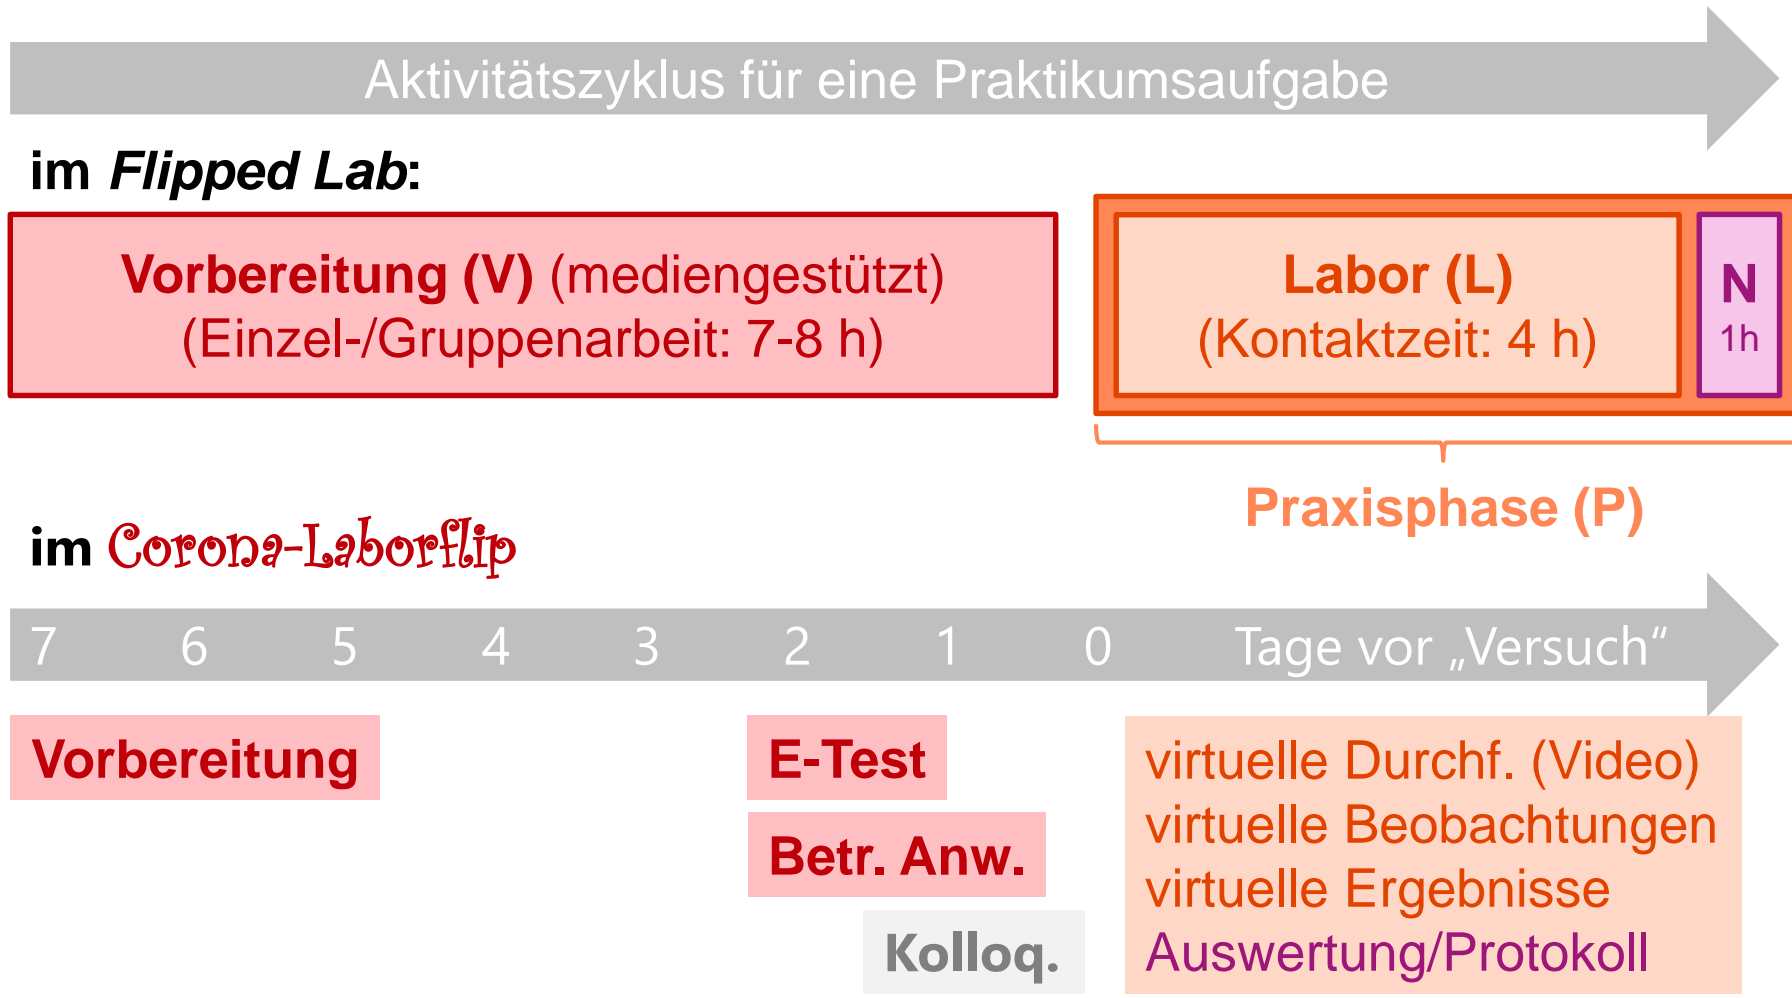 Aktivitätszyklus für eine Praktikumsaufgabe
im Flipped Lab:
Vorbereitung (V) (mediengestützt)
(Einzel-/Gruppenarbeit: 7-8 h)
Labor (L)
(Kontaktzeit: 4 h)
N
1h
Praxisphase (P)
im Corona-Laborflip
7 6 5 4 3 2 1 0 Tage vor „Versuch“
Vorbereitung
E-Test
Betr. Anw.
Kolloq.
virtuelle Durchf. (Video)
virtuelle Beobachtungen
virtuelle Ergebnisse
Auswertung/Protokoll